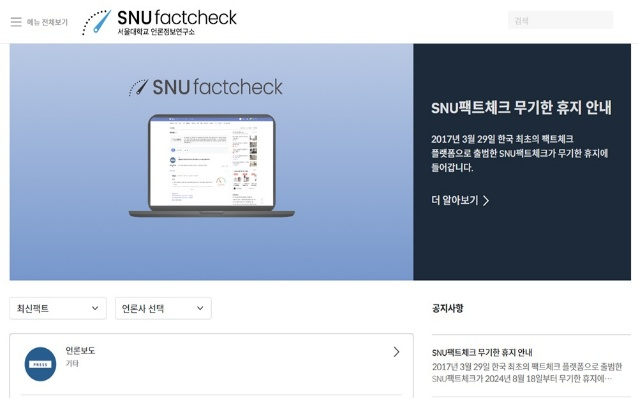 메뉴 전체보기
SNU factcheck
서울대학교 언론정보연구소
검색
SNU factcheck
SNU팩트체크 무기한 휴지 안내
2017년 3월 29일 한국 최초의 팩트체크
플랫폼으로 출범한 SNU팩트체크가 무기한 휴지에
들어갑니다.
더 알아보기
최신팩트
언론사 선택
공지사항
PRESS
언론보도
기타
SNU팩트체크 무기한 휴지 안내
2017년 3월 29일 한국 최초의 팩트체크 플랫폼으로 출범한
SNU팩트체크가 2024년 8월 18일부터 무기한 휴지에…